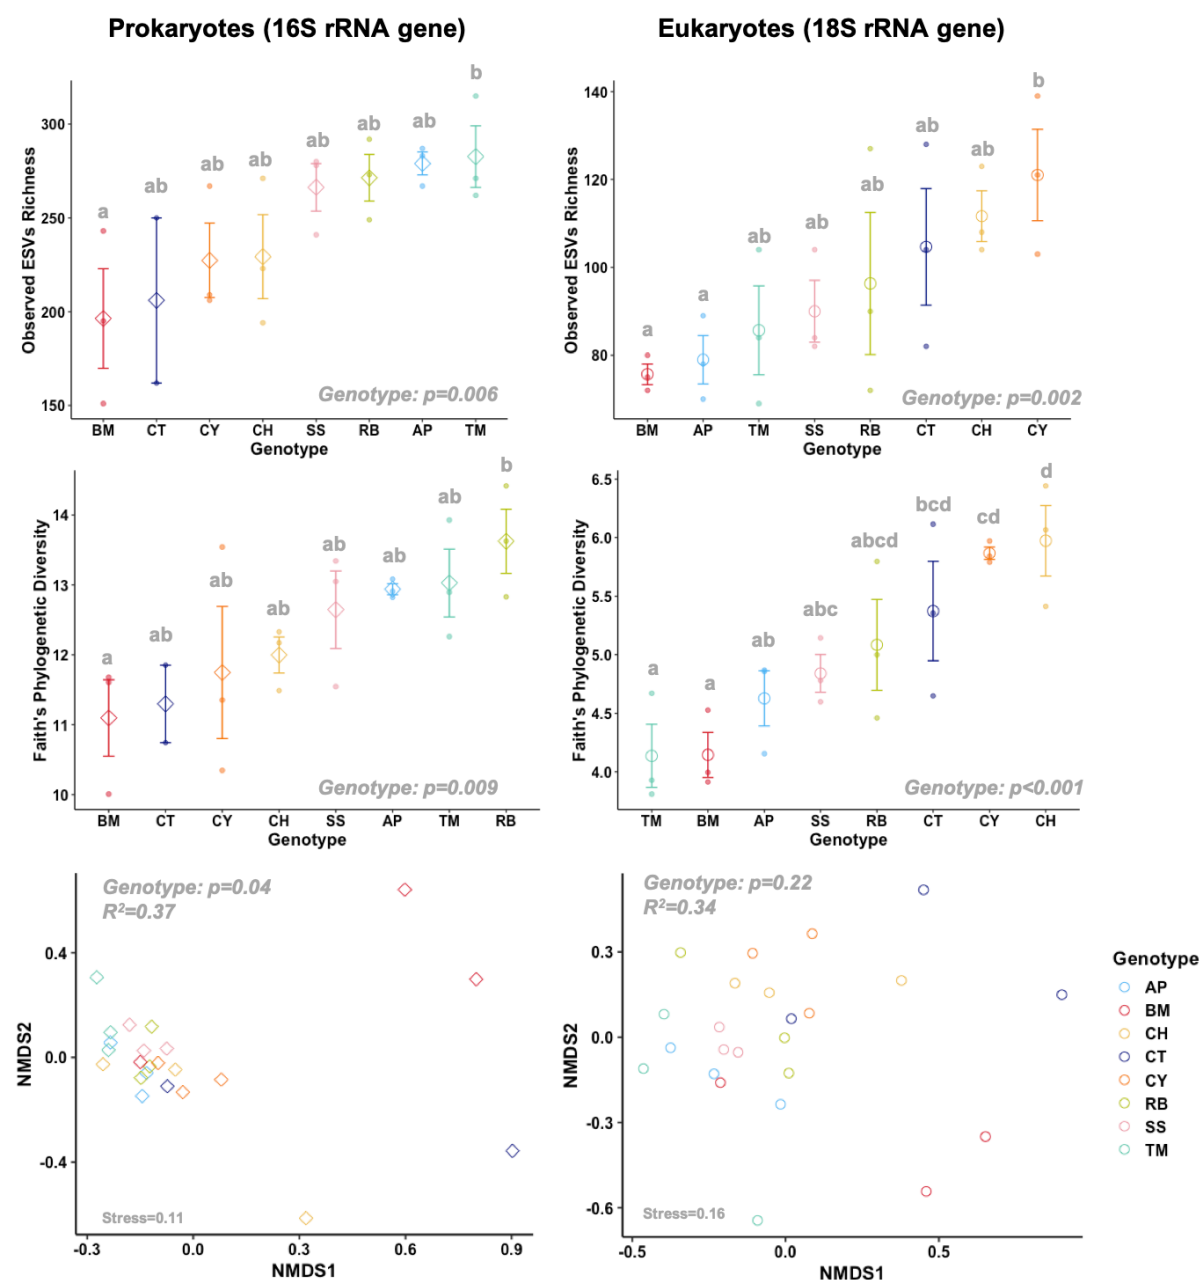 Prokaryotes (16S rRNA gene)
Eukaryotes (18S rRNA gene)
Observed ESVs Richness
300
250
200
150
a
ab
ab
ab
ab
ab
ab
b
Genotype: p=0.006
BM CT CY CH SS RB AP TM
Genotype
Observed ESVs Richness
140
120
100
80
a
a
ab
ab
ab
ab
ab
b
Genotype: p=0.002
BM AP TM SS RB CT CH CY
Genotype
Faith's Phylogenetic Diversity
14
13
12
11
10
a
ab
ab
ab
ab
ab
ab
b
Genotype: p=0.009
BM CT CY CH SS AP TM RB
Genotype
Faith's Phylogenetic Diversity
6.5
6.0
5.5
5.0
4.5
4.0
a
a
ab
abc
abcd
bcd
cd
d
Genotype: p<0.001
TM BM AP SS RB CT CY CH
Genotype
Genotype: p=0.04
R²=0.37
NMDS2
0.4
0.0
-0.4
Stress=0.11
-0.3 0.0 0.3 0.6 0.9
NMDS1
Genotype: p=0.22
R²=0.34
NMDS2
0.3
0.0
-0.3
-0.6
Stress=0.16
-0.5 0.0 0.5
NMDS1
Genotype
AP
BM
CH
CT
CY
RB
SS
TM